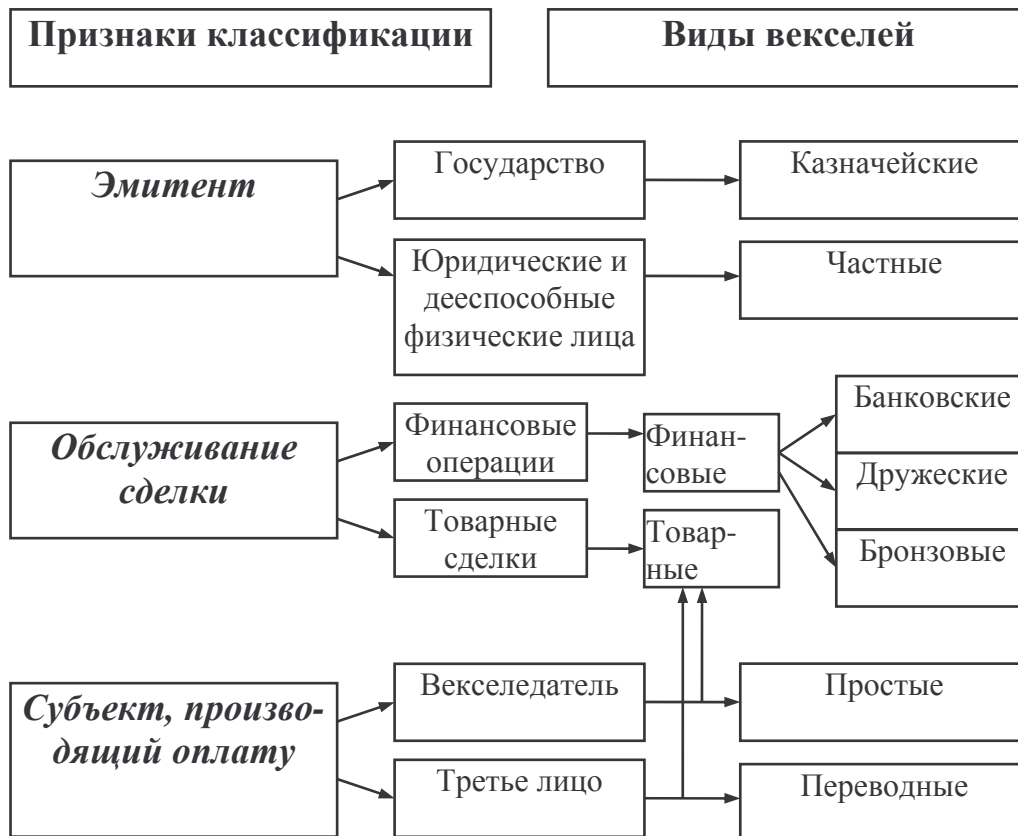 Признаки классификации
Виды векселей
Эмитент
Государство
Казначейские
Юридические и
дееспособные
физические лица
Частные
Обслуживание
сделки
Финансовые
операции
Финан-
совые
Банковские
Дружеские
Бронзовые
Товарные
сделки
Товар-
ные
Субъект, произво-
дящий оплату
Векселедатель
Простые
Третье лицо
Переводные